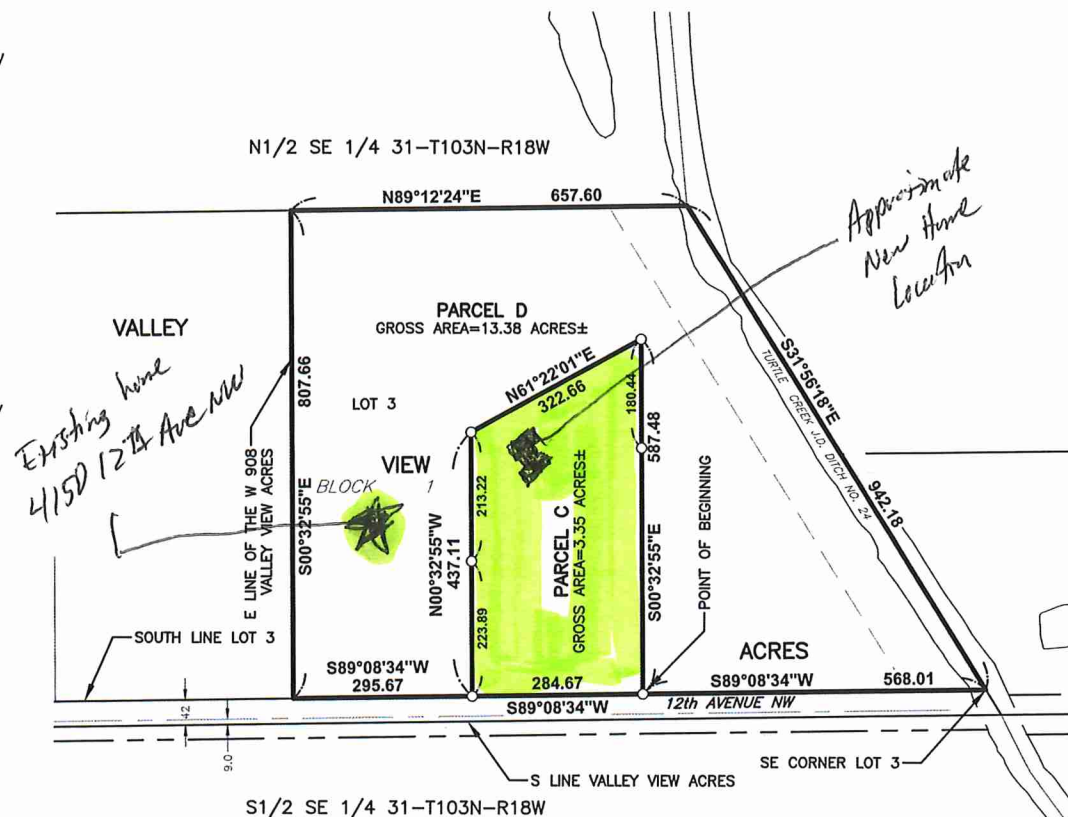 N1/2 SE 1/4 31-T103N-R18W
N89°12'24"E 657.60
Approximate
New Home
Location
VALLEY
PARCEL D
GROSS AREA=13.38 ACRES±
Existing home
4150 12th Ave NW
E LINE OF THE W 908
VALLEY VIEW ACRES
807.66
S00°32'55"E
LOT 3
VIEW
BLOCK 1
N61°22'01"E
322.66
180.44
587.48
S00°32'55"E
213.22
N00°32'55"W
437.11
223.89
PARCEL C
GROSS AREA=3.35 ACRES±
POINT OF BEGINNING
S31°56'18"E
942.18
TURTLE CREEK J.D. DITCH NO. 24
SOUTH LINE LOT 3
S89°08'34"W
295.67
284.67
S89°08'34"W
ACRES
S89°08'34"W 568.01
12th AVENUE NW
42
9.0
SE CORNER LOT 3
S LINE VALLEY VIEW ACRES
S1/2 SE 1/4 31-T103N-R18W